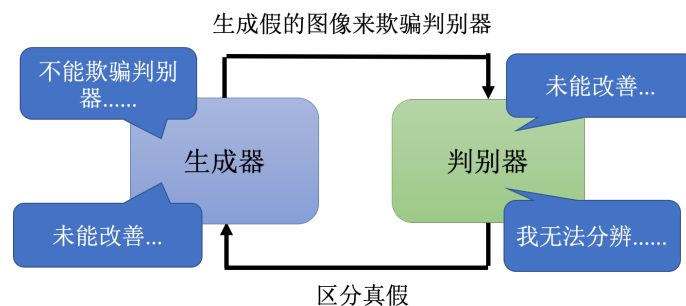 生成假的图像来欺骗判别器
不能欺骗判别
器……
未能改善…
生成器
判别器
未能改善…
我无法分辨……
区分真假